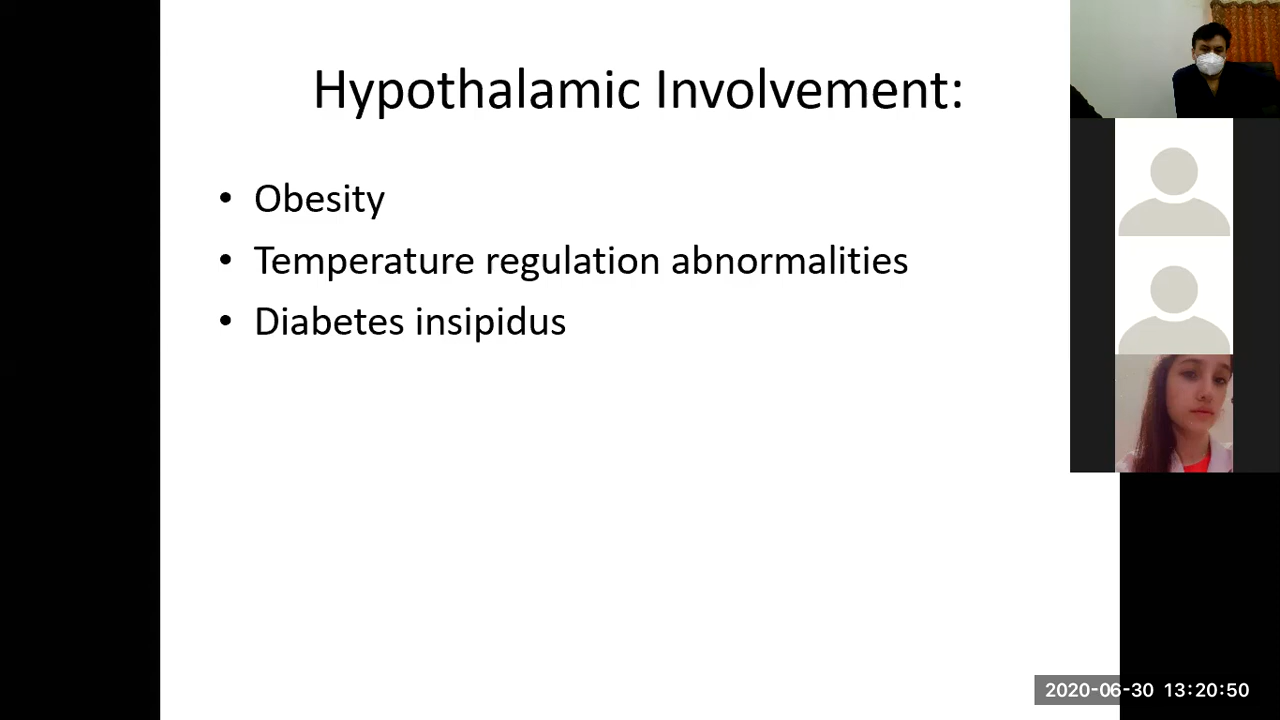 Hypothalamic Involvement:
• Obesity
• Temperature regulation abnormalities
• Diabetes insipidus
2020-06-30 13:20:50